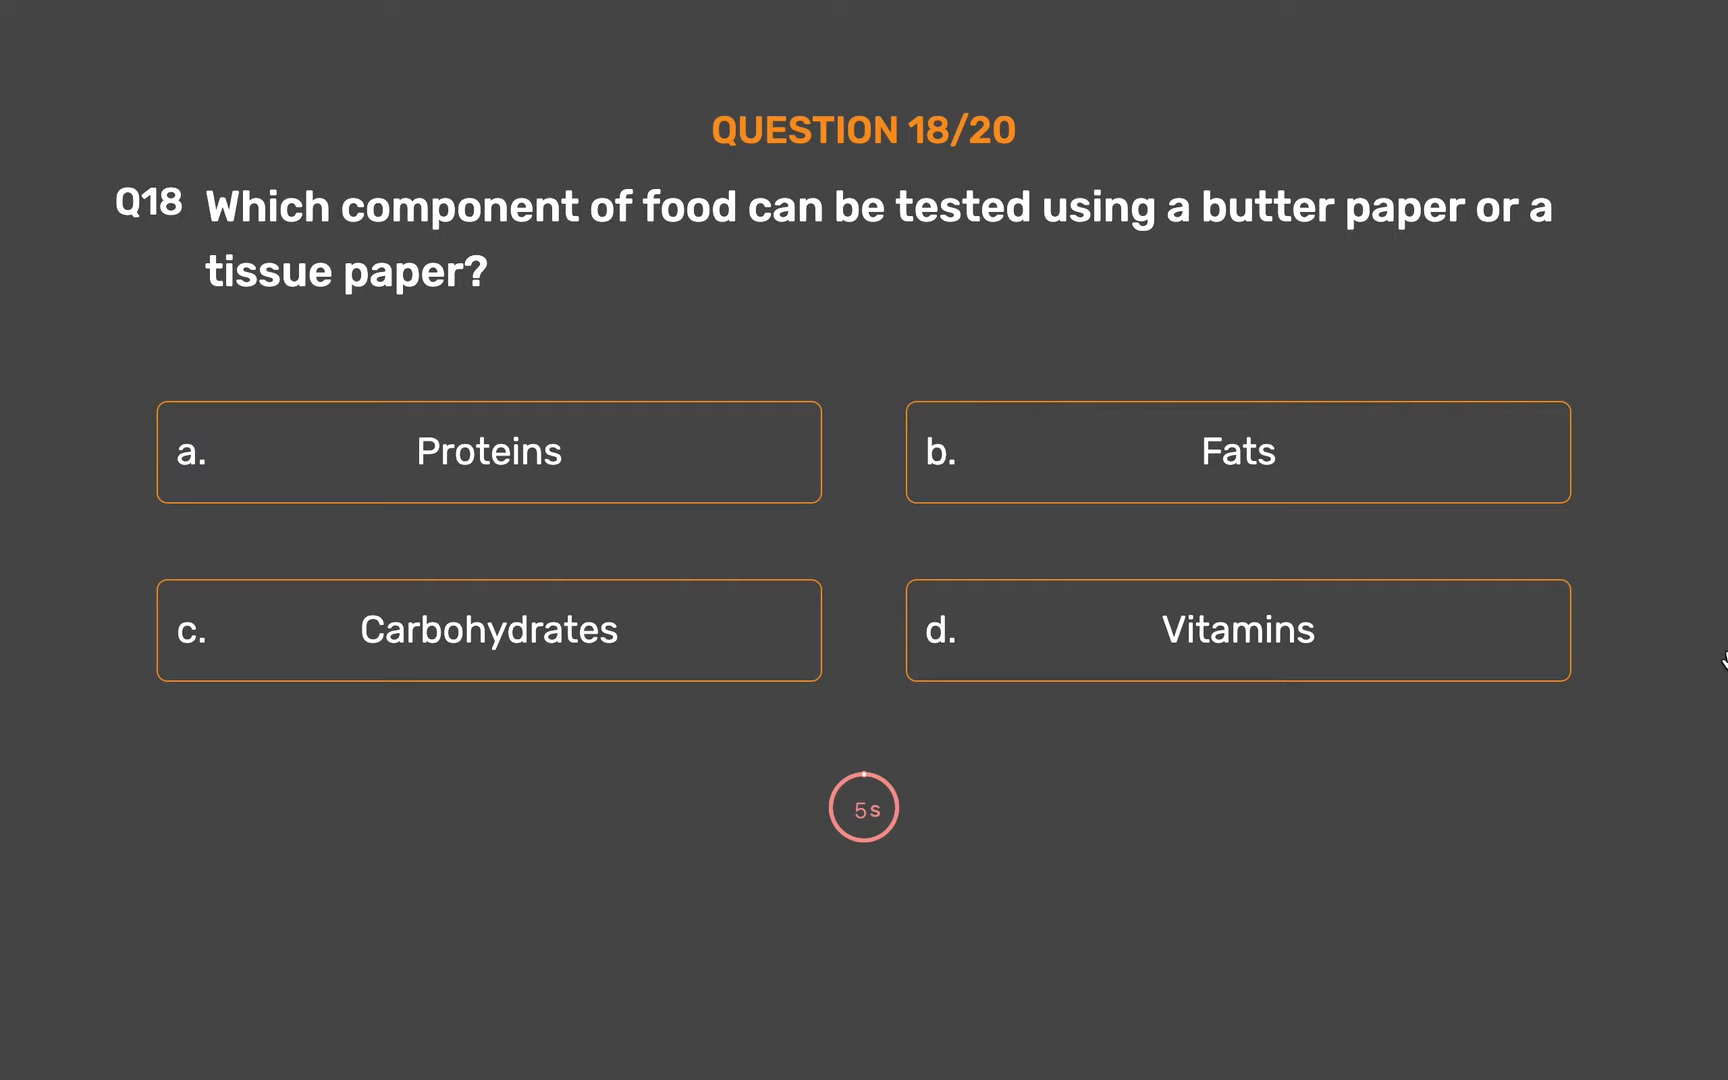 QUESTION 18/20
Q18 Which component of food can be tested using a butter paper or a
tissue paper?
a. Proteins
b. Fats
c. Carbohydrates
d. Vitamins
5s